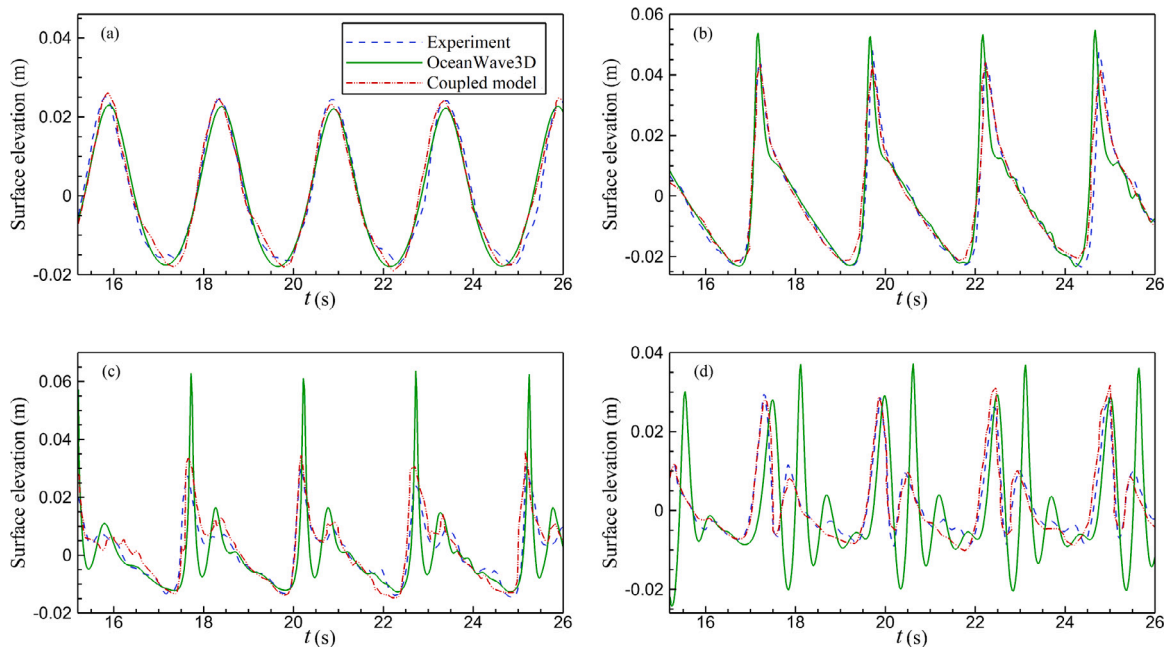 (a)
Experiment
OceanWave3D
Coupled model
Surface elevation (m)
0.04
0.02
0
-0.02
16 18 20 22 24 26
t (s)
(b)
Surface elevation (m)
0.06
0.04
0.02
0
-0.02
16 18 20 22 24 26
t (s)
(c)
Surface elevation (m)
0.06
0.04
0.02
0
-0.02
16 18 20 22 24 26
t (s)
(d)
Surface elevation (m)
0.04
0.02
0
-0.02
16 18 20 22 24 26
t (s)